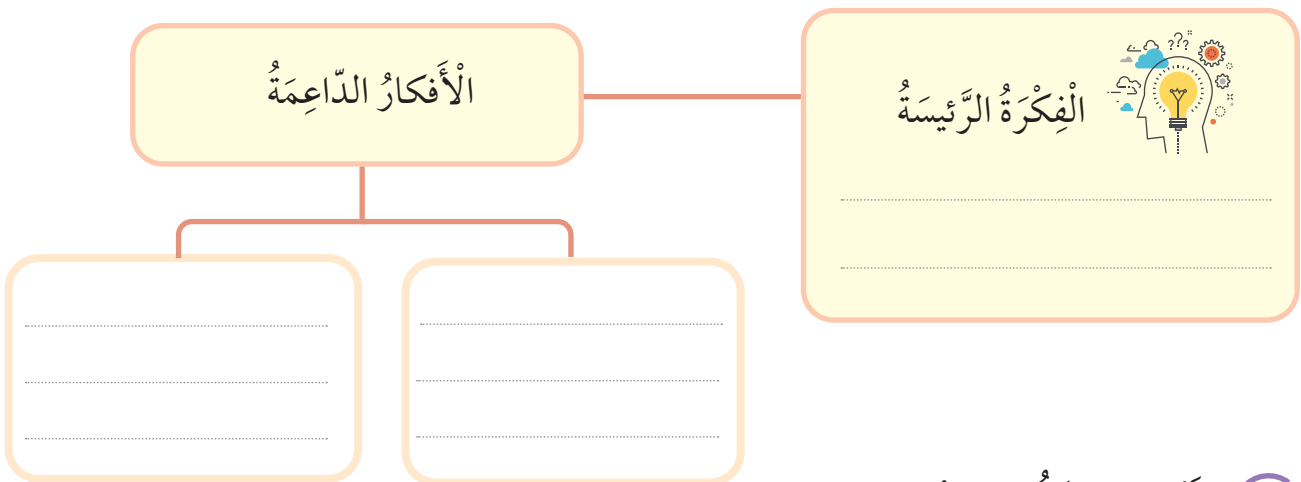 الْفِكْرَةُ الرَّئيسَةُ
الْأَفكارُ الدّاعِمَةُ